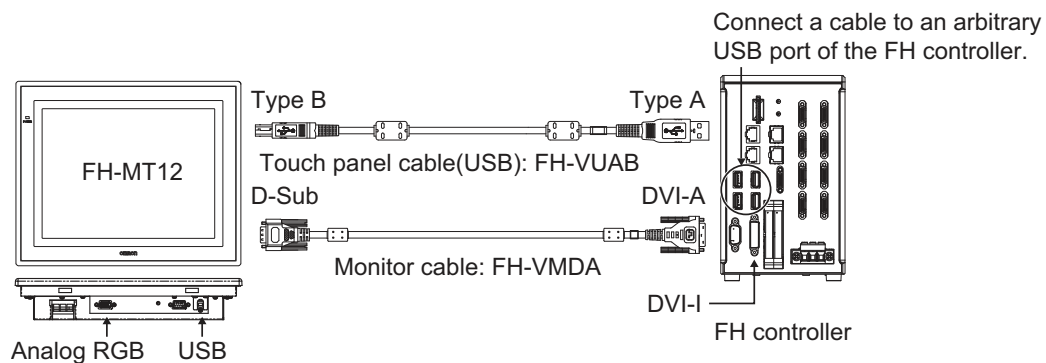 Connect a cable to an arbitrary
USB port of the FH controller.
Type B
Type A
FH-MT12
Touch panel cable(USB): FH-VUAB
D-Sub
DVI-A
OMRON
Monitor cable: FH-VMDA
DVI-I
FH controller
Analog RGB
USB